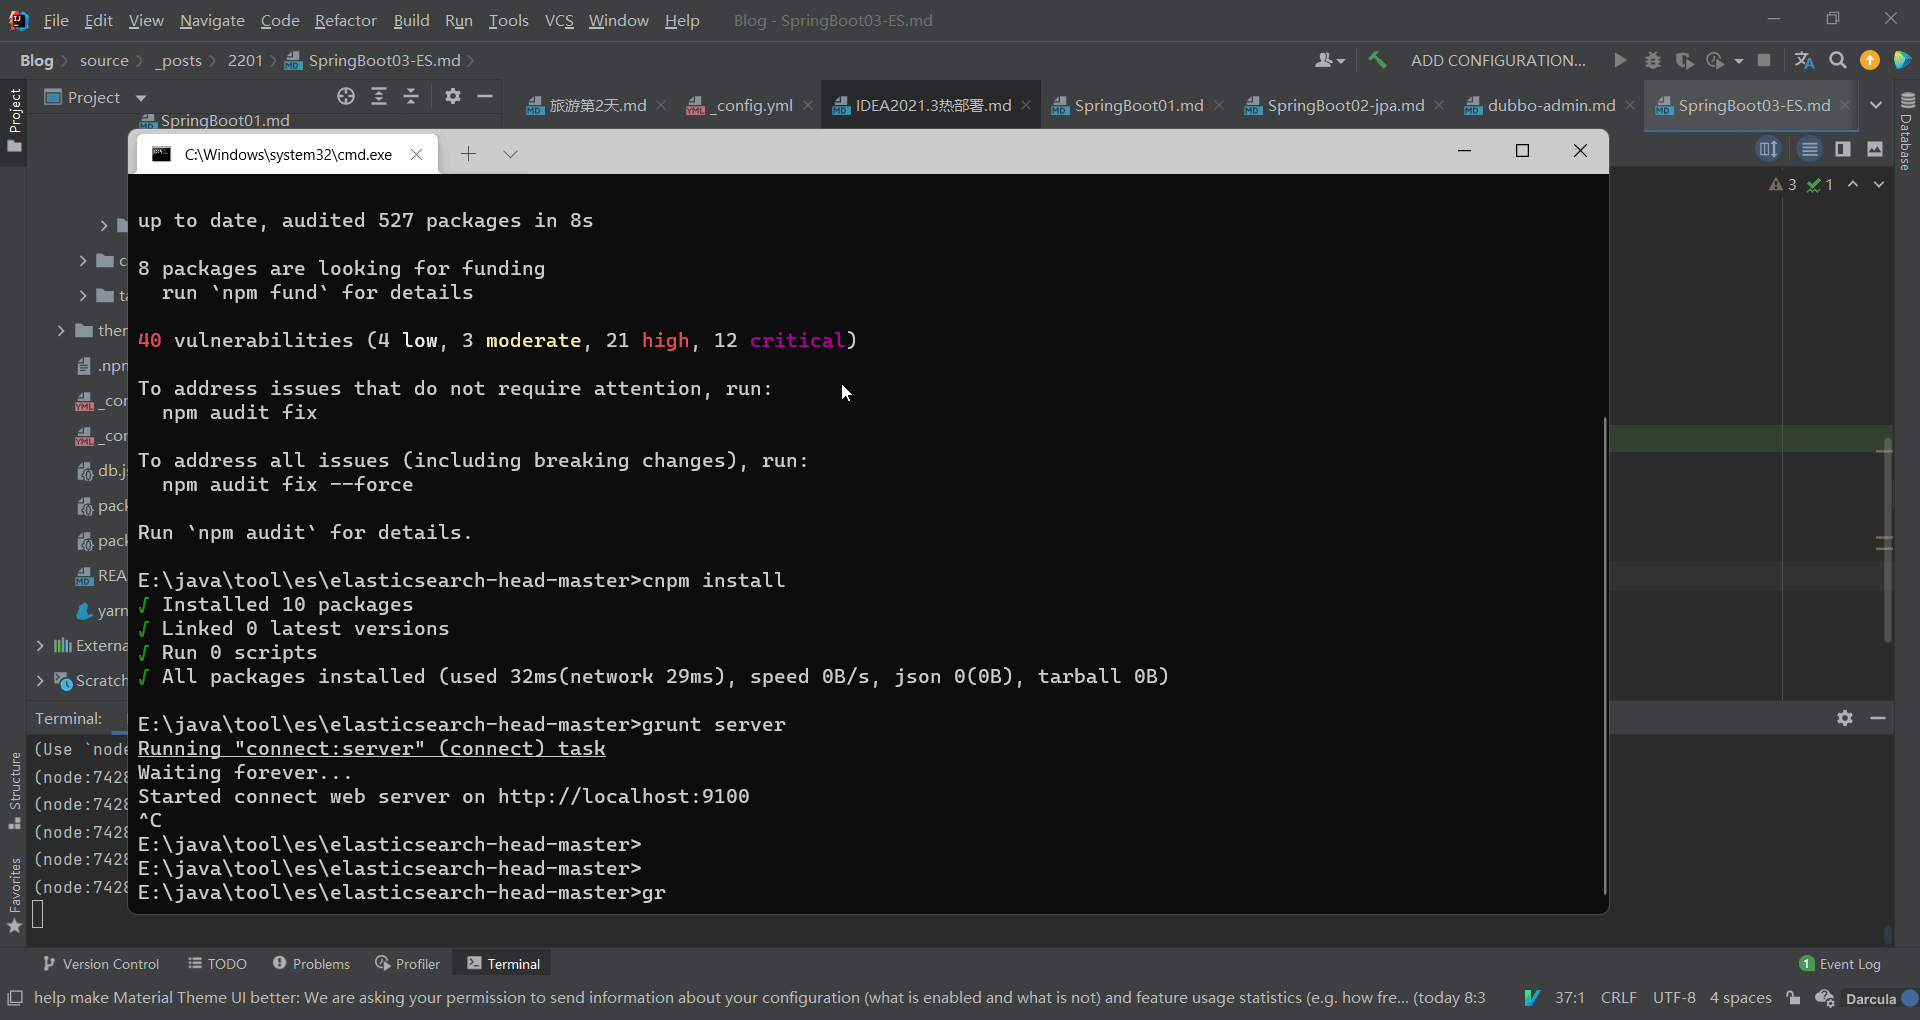 File Edit View Navigate Code Refactor Build Run Tools VCS Window Help Blog - SpringBoot03-ES.md
Blog source _posts 2201 SpringBoot03-ES.md ADD CONFIGURATION...
Project
Project
旅游第2天.md _config.yml IDEA2021.3热部署.md SpringBoot01.md SpringBoot02-jpa.md dubbo-admin.md SpringBoot03-ES.md
Database
SpringBoot01.md
C:\Windows\system32\cmd.exe
3 1
up to date, audited 527 packages in 8s
8 packages are looking for funding
run `npm fund` for details
40 vulnerabilities (4 low, 3 moderate, 21 high, 12 critical)
To address issues that do not require attention, run:
npm audit fix
To address all issues (including breaking changes), run:
npm audit fix --force
Run `npm audit` for details.
E:\java\tool\es\elasticsearch-head-master>cnpm install
√ Installed 10 packages
√ Linked 0 latest versions
√ Run 0 scripts
√ All packages installed (used 32ms(network 29ms), speed 0B/s, json 0(0B), tarball 0B)
E:\java\tool\es\elasticsearch-head-master>grunt server
Running "connect:server" (connect) task
Waiting forever...
Started connect web server on http://localhost:9100
^C
E:\java\tool\es\elasticsearch-head-master>
E:\java\tool\es\elasticsearch-head-master>
E:\java\tool\es\elasticsearch-head-master>gr
c
ta
ther
.npm
_cor
_cor
db.js
pack
pack
REA
yarn
Externa
Scratch
Terminal:
(Use `node
(node:7428
(node:7428
(node:7428
(node:7428
(node:7428
Structure
Favorites
Version Control TODO Problems Profiler Terminal 1 Event Log
help make Material Theme UI better: We are asking your permission to send information about your configuration (what is enabled and what is not) and feature usage statistics (e.g. how fre... (today 8:3 37:1 CRLF UTF-8 4 spaces Darcula